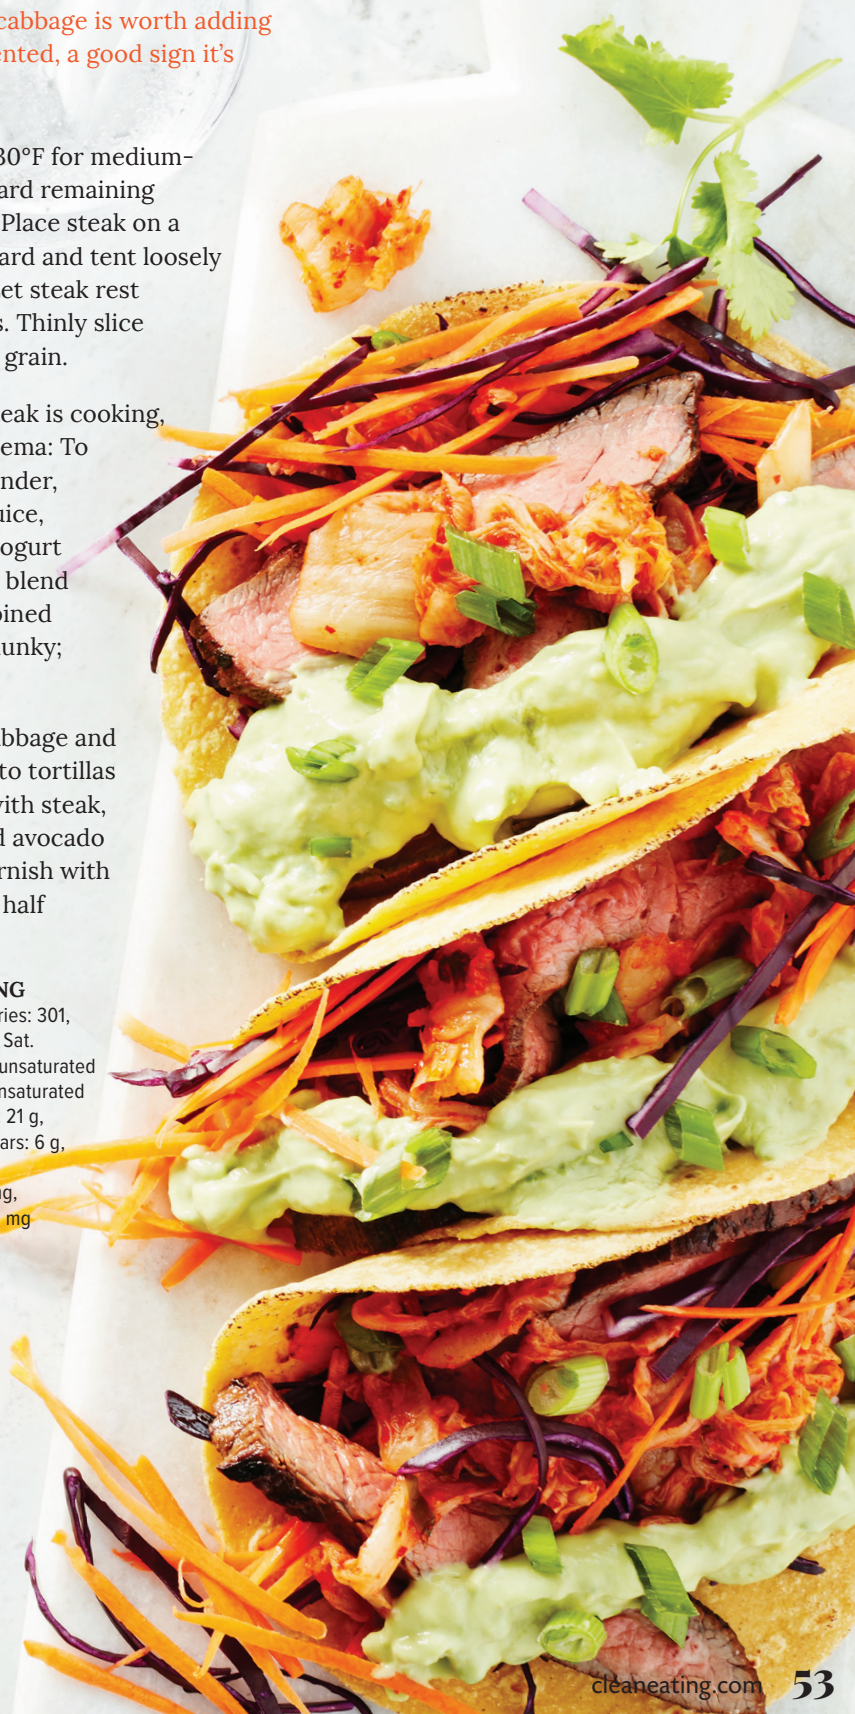 cabbage is worth adding
ented, a good sign it's
30°F for medium-
ard remaining
Place steak on a
ard and tent loosely
et steak rest
s. Thinly slice
grain.
teak is cooking,
ema: To
nder,
uice,
ogurt
blend
bined
unky;
abbage and
to tortillas
with steak,
d avocado
rnish with
half
NG
ries: 301,
Sat.
unsaturated
nsaturated
21 g,
ars: 6 g,
g,
mg
cleaneating.com 53